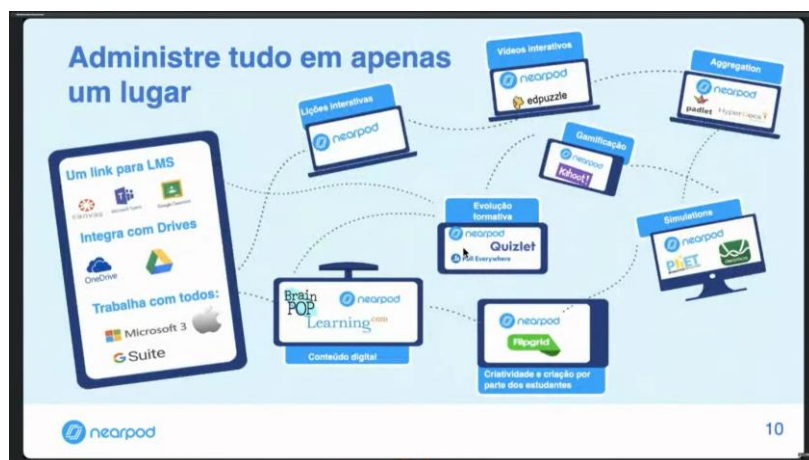 Administre tudo em apenas
um lugar
Um link para LMS
canvas
Microsoft Teams
Google Classroom
Integra com Drives
OneDrive
Trabalha com todos:
Microsoft 3
G Suite
Lições interativas
nearpod
Vídeos interativos
nearpod
edpuzzle
Aggregation
nearpod
padlet
Gamificação
nearpod
Kahoot!
Evolução
formativa
nearpod
Quizlet
Poll Everywhere
Simulations
nearpod
PhET
Brain
POP
nearpod
Learning.com
Conteúdo digital
nearpod
Flipgrid
Cristividade e criação por
parte dos estudantes
nearpod
10